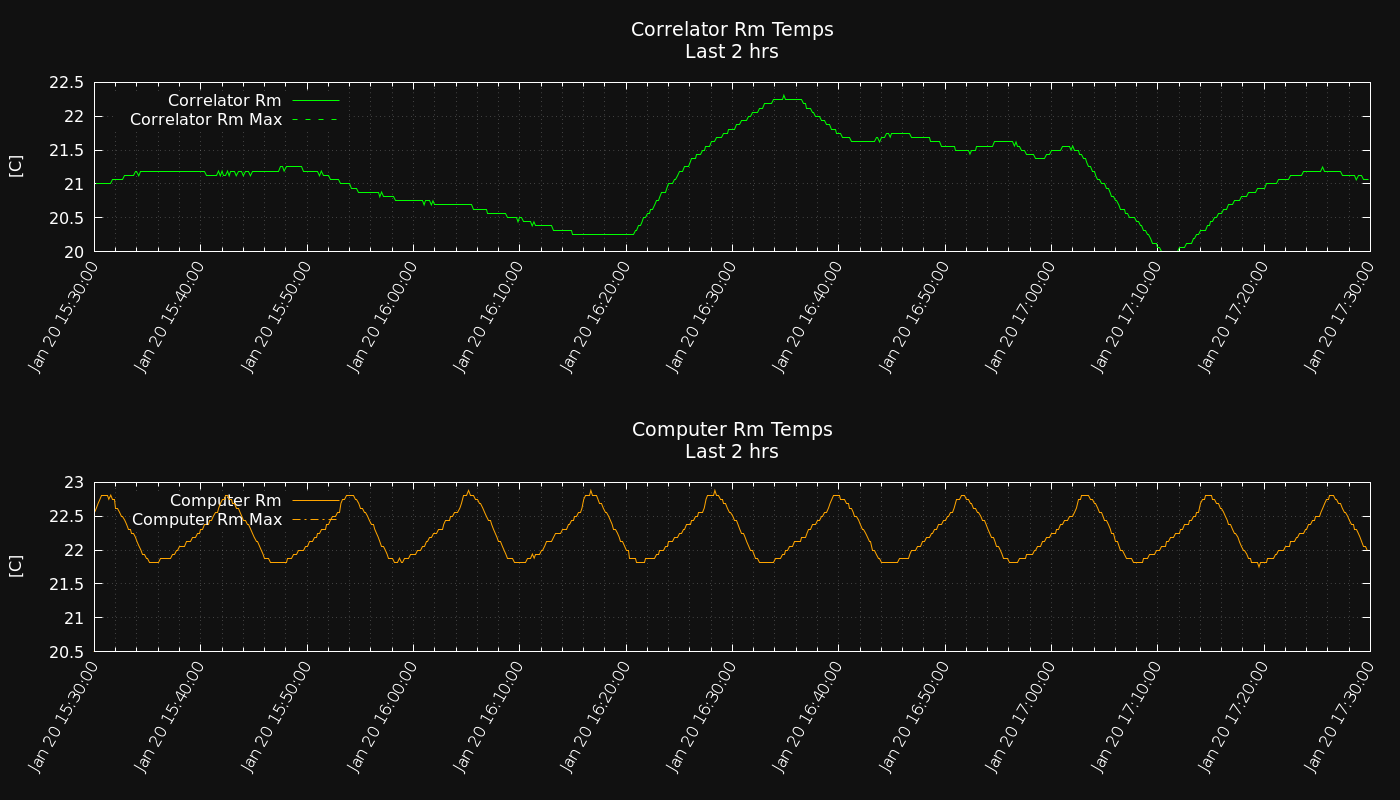 Correlator Rm Temps
Last 2 hrs
22.5
22
21.5
21
20.5
20
[C]
Correlator Rm
Correlator Rm Max
Jan 20 15:30:00
Jan 20 15:40:00
Jan 20 15:50:00
Jan 20 16:00:00
Jan 20 16:10:00
Jan 20 16:20:00
Jan 20 16:30:00
Jan 20 16:40:00
Jan 20 16:50:00
Jan 20 17:00:00
Jan 20 17:10:00
Jan 20 17:20:00
Jan 20 17:30:00
Computer Rm Temps
Last 2 hrs
23
22.5
22
21.5
21
20.5
[C]
Computer Rm
Computer Rm Max
Jan 20 15:30:00
Jan 20 15:40:00
Jan 20 15:50:00
Jan 20 16:00:00
Jan 20 16:10:00
Jan 20 16:20:00
Jan 20 16:30:00
Jan 20 16:40:00
Jan 20 16:50:00
Jan 20 17:00:00
Jan 20 17:10:00
Jan 20 17:20:00
Jan 20 17:30:00